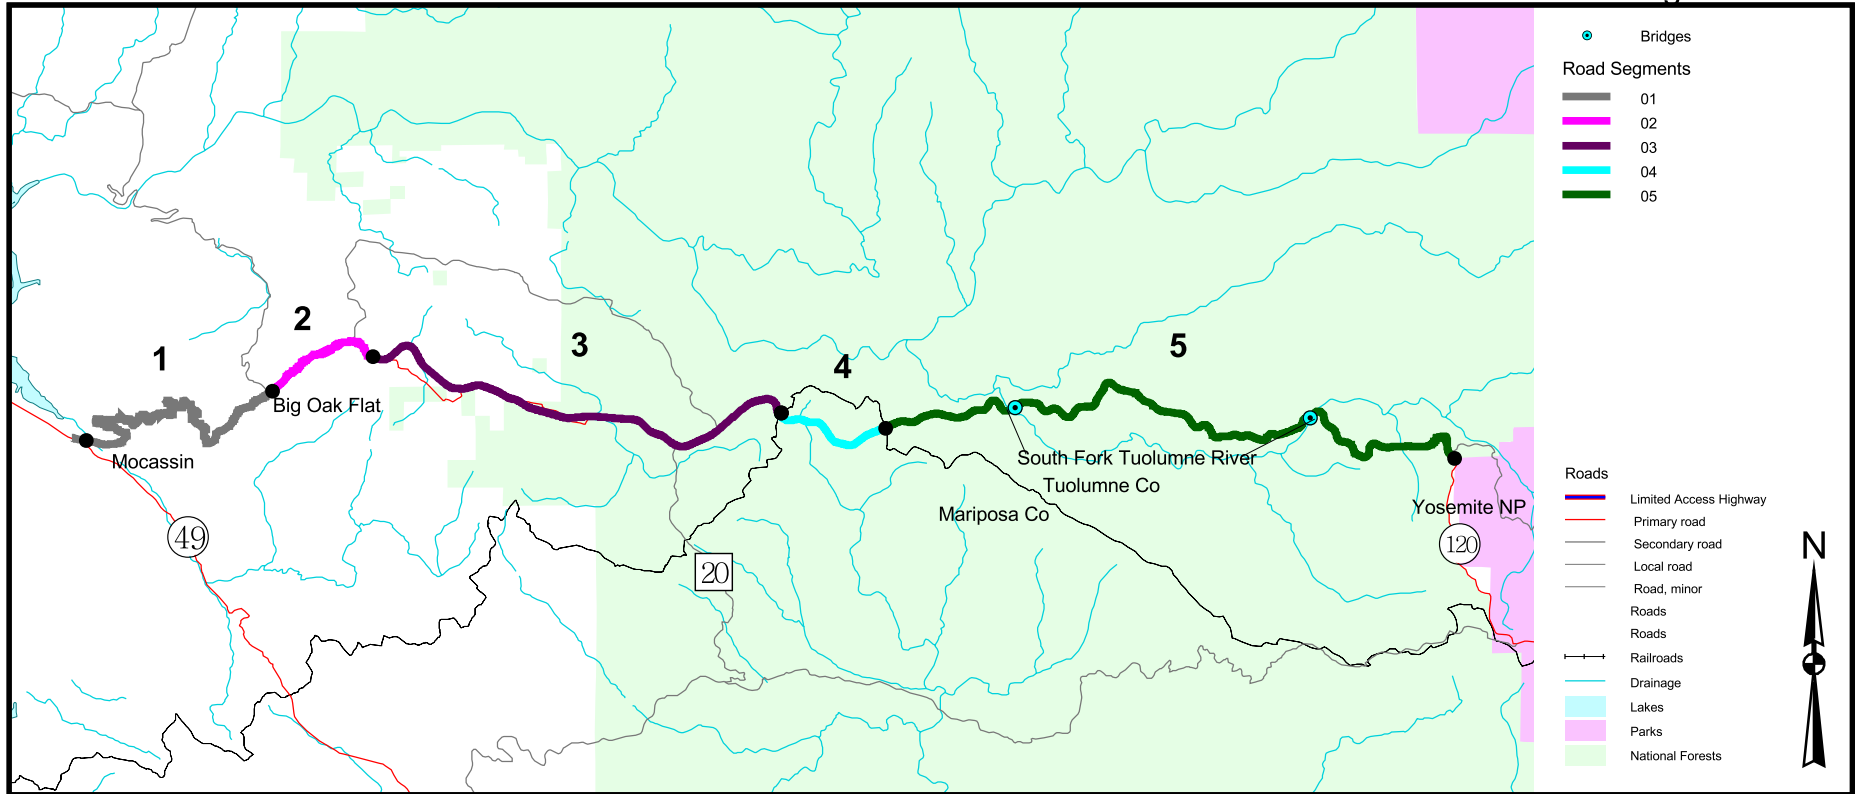 Bridges
Road Segments
01
02
03
04
05
1
2
3
4
5
Big Oak Flat
Mocassin
South Fork Tuolumne River
Tuolumne Co
Mariposa Co
Yosemite NP
49
20
120
Roads
Limited Access Highway
Primary road
Secondary road
Local road
Road, minor
Roads
Roads
Railroads
Drainage
Lakes
Parks
National Forests
N